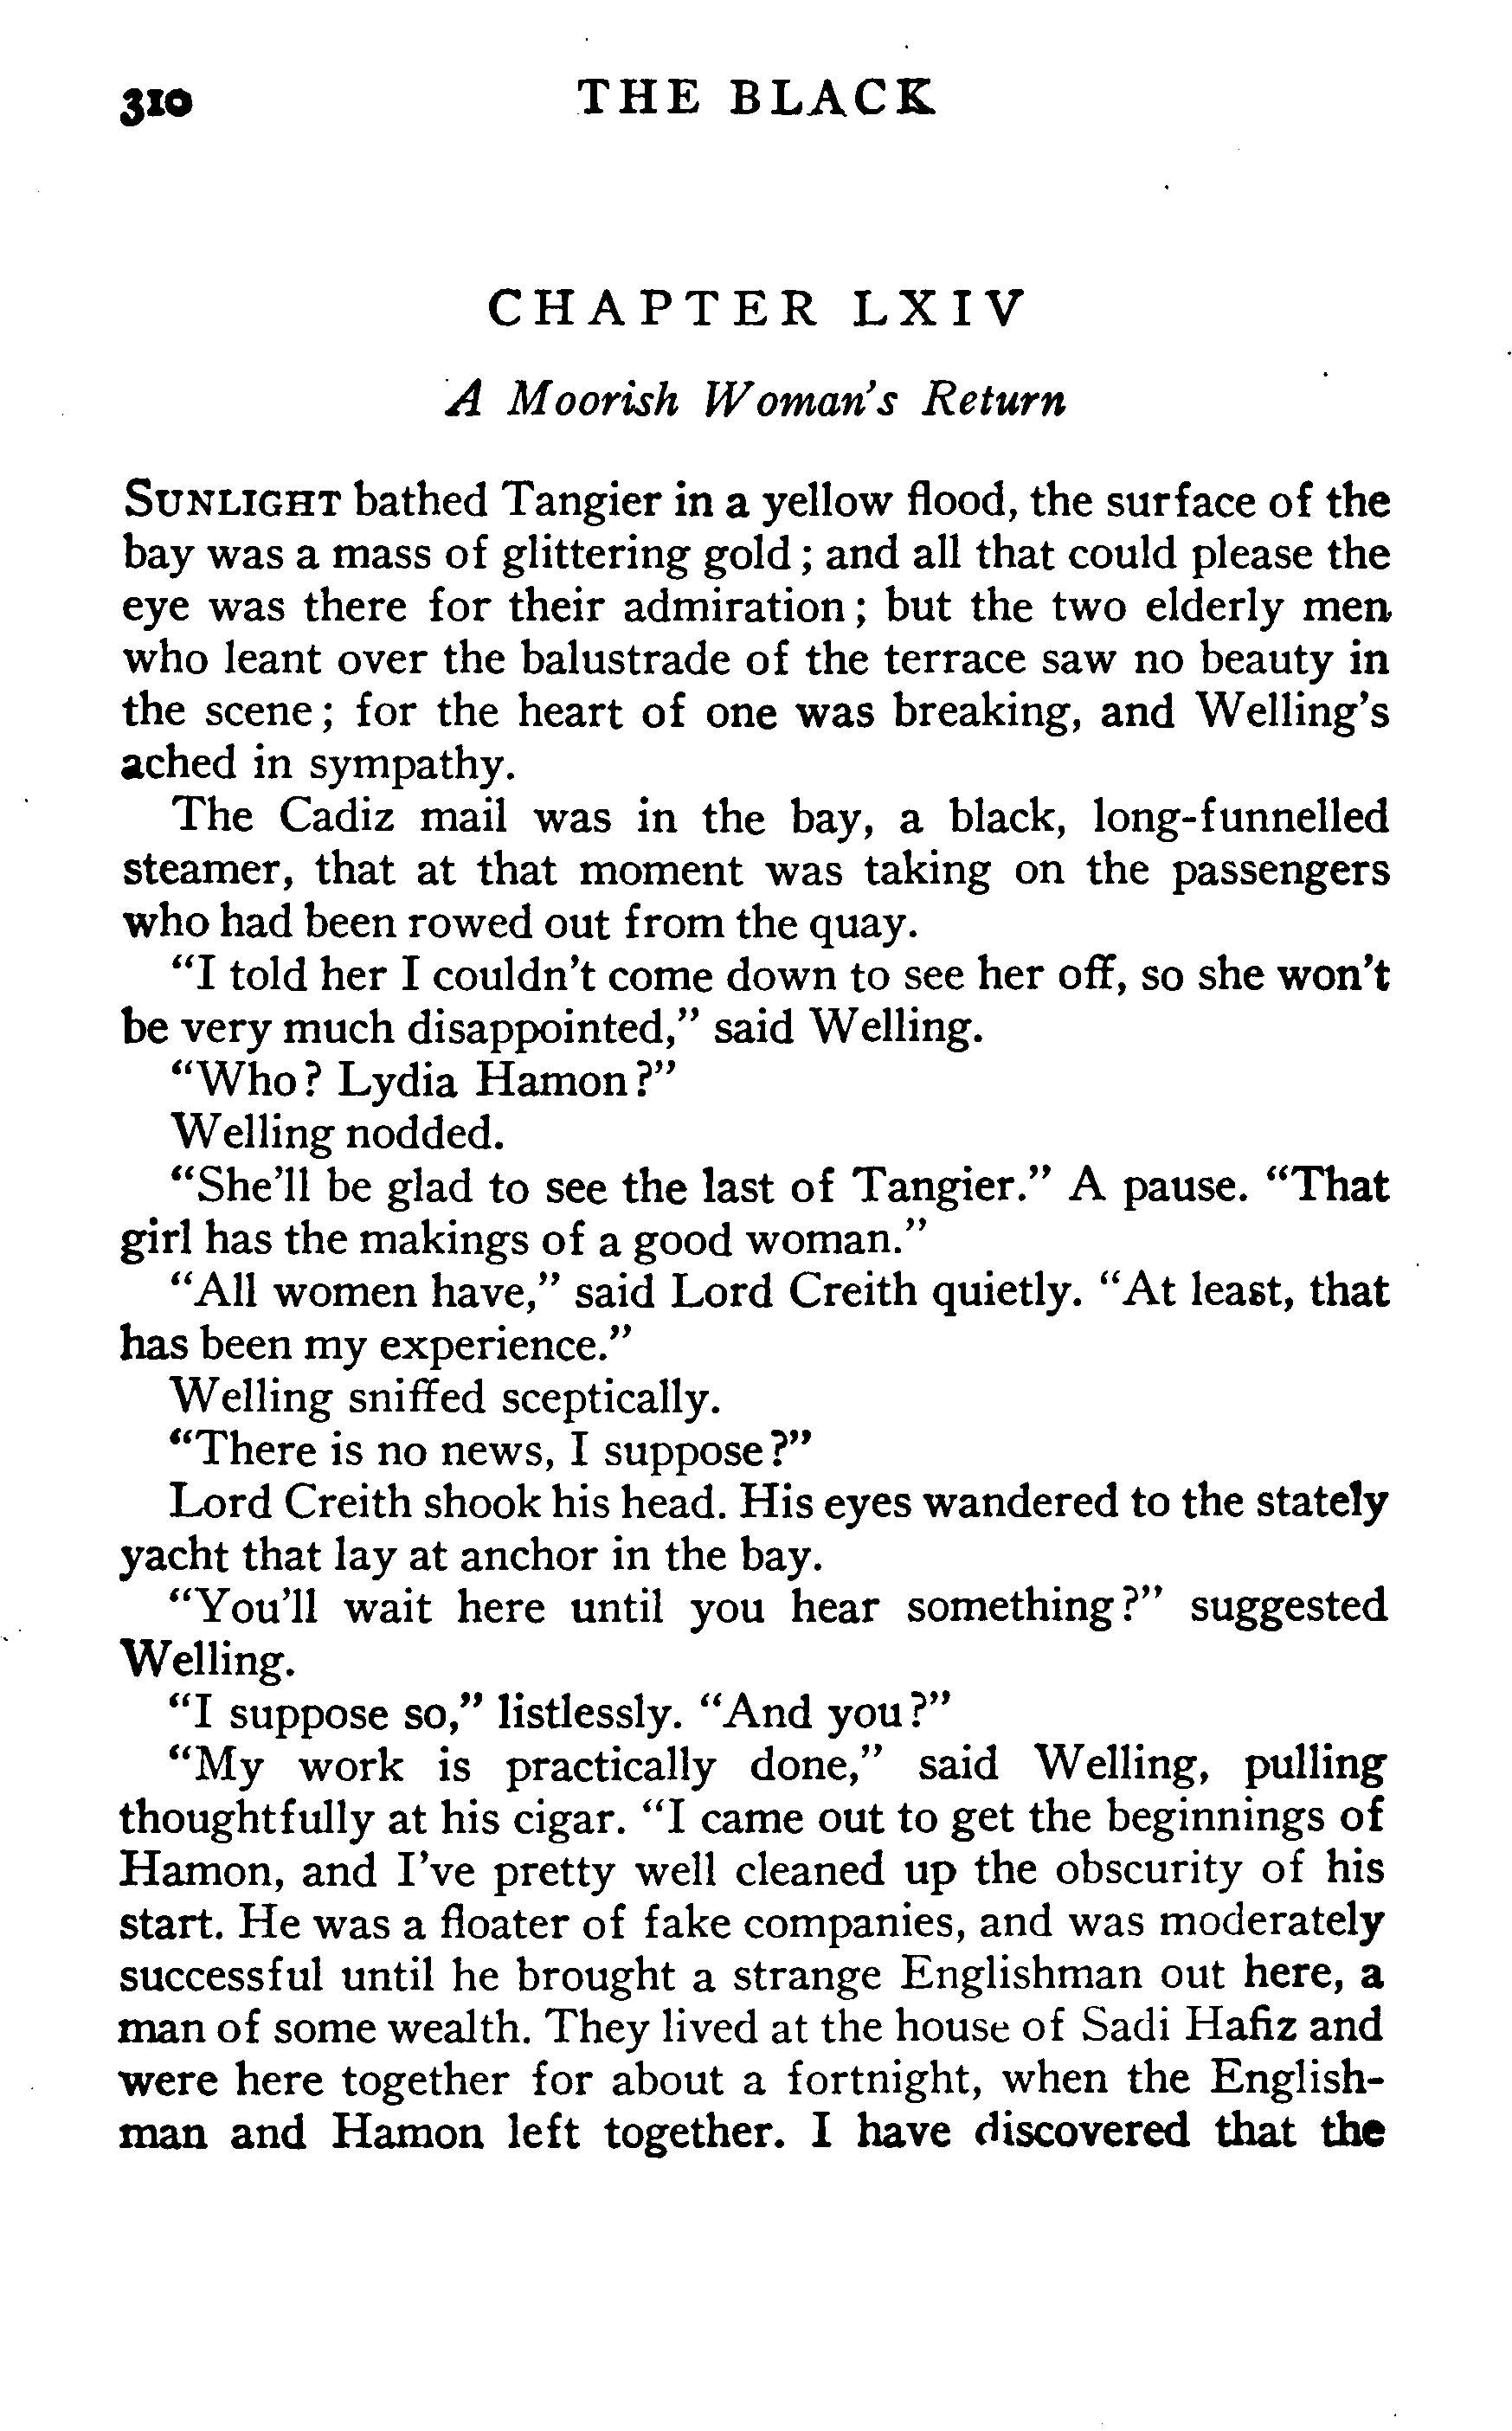 310 THE BLACK
CHAPTER LXIV
A Moorish Woman's Return
SUNLIGHT bathed Tangier in a yellow flood, the surface of the
bay was a mass of glittering gold; and all that could please the
eye was there for their admiration; but the two elderly men
who leant over the balustrade of the terrace saw no beauty in
the scene; for the heart of one was breaking, and Welling's
ached in sympathy.
The Cadiz mail was in the bay, a black, long-funnelled
steamer, that at that moment was taking on the passengers
who had been rowed out from the quay.
“I told her I couldn't come down to see her off, so she won't
be very much disappointed,” said Welling.
“Who? Lydia Hamon?”
Welling nodded.
“She'll be glad to see the last of Tangier.” A pause. “That
girl has the makings of a good woman.”
“All women have,” said Lord Creith quietly. “At least, that
has been my experience.”
Welling sniffed sceptically.
“There is no news, I suppose?”
Lord Creith shook his head. His eyes wandered to the stately
yacht that lay at anchor in the bay.
“You'll wait here until you hear something?” suggested
Welling.
“I suppose so,” listlessly. “And you?”
“My work is practically done,” said Welling, pulling
thoughtfully at his cigar. “I came out to get the beginnings of
Hamon, and I've pretty well cleaned up the obscurity of his
start. He was a floater of fake companies, and was moderately
successful until he brought a strange Englishman out here, a
man of some wealth. They lived at the house of Sadi Hafiz and
were here together for about a fortnight, when the English-
man and Hamon left together. I have discovered that the